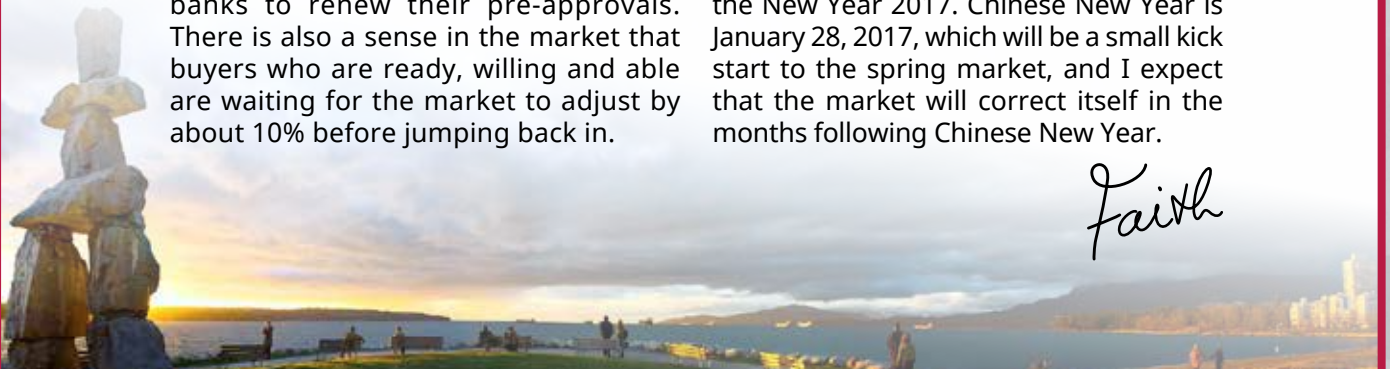 banks to renew their pre-approvals.
There is also a sense in the market that
buyers who are ready, willing and able
are waiting for the market to adjust by
about 10% before jumping back in.
the New Year 2017. Chinese New Year is
January 28, 2017, which will be a small kick
start to the spring market, and I expect
that the market will correct itself in the
months following Chinese New Year.
Faith